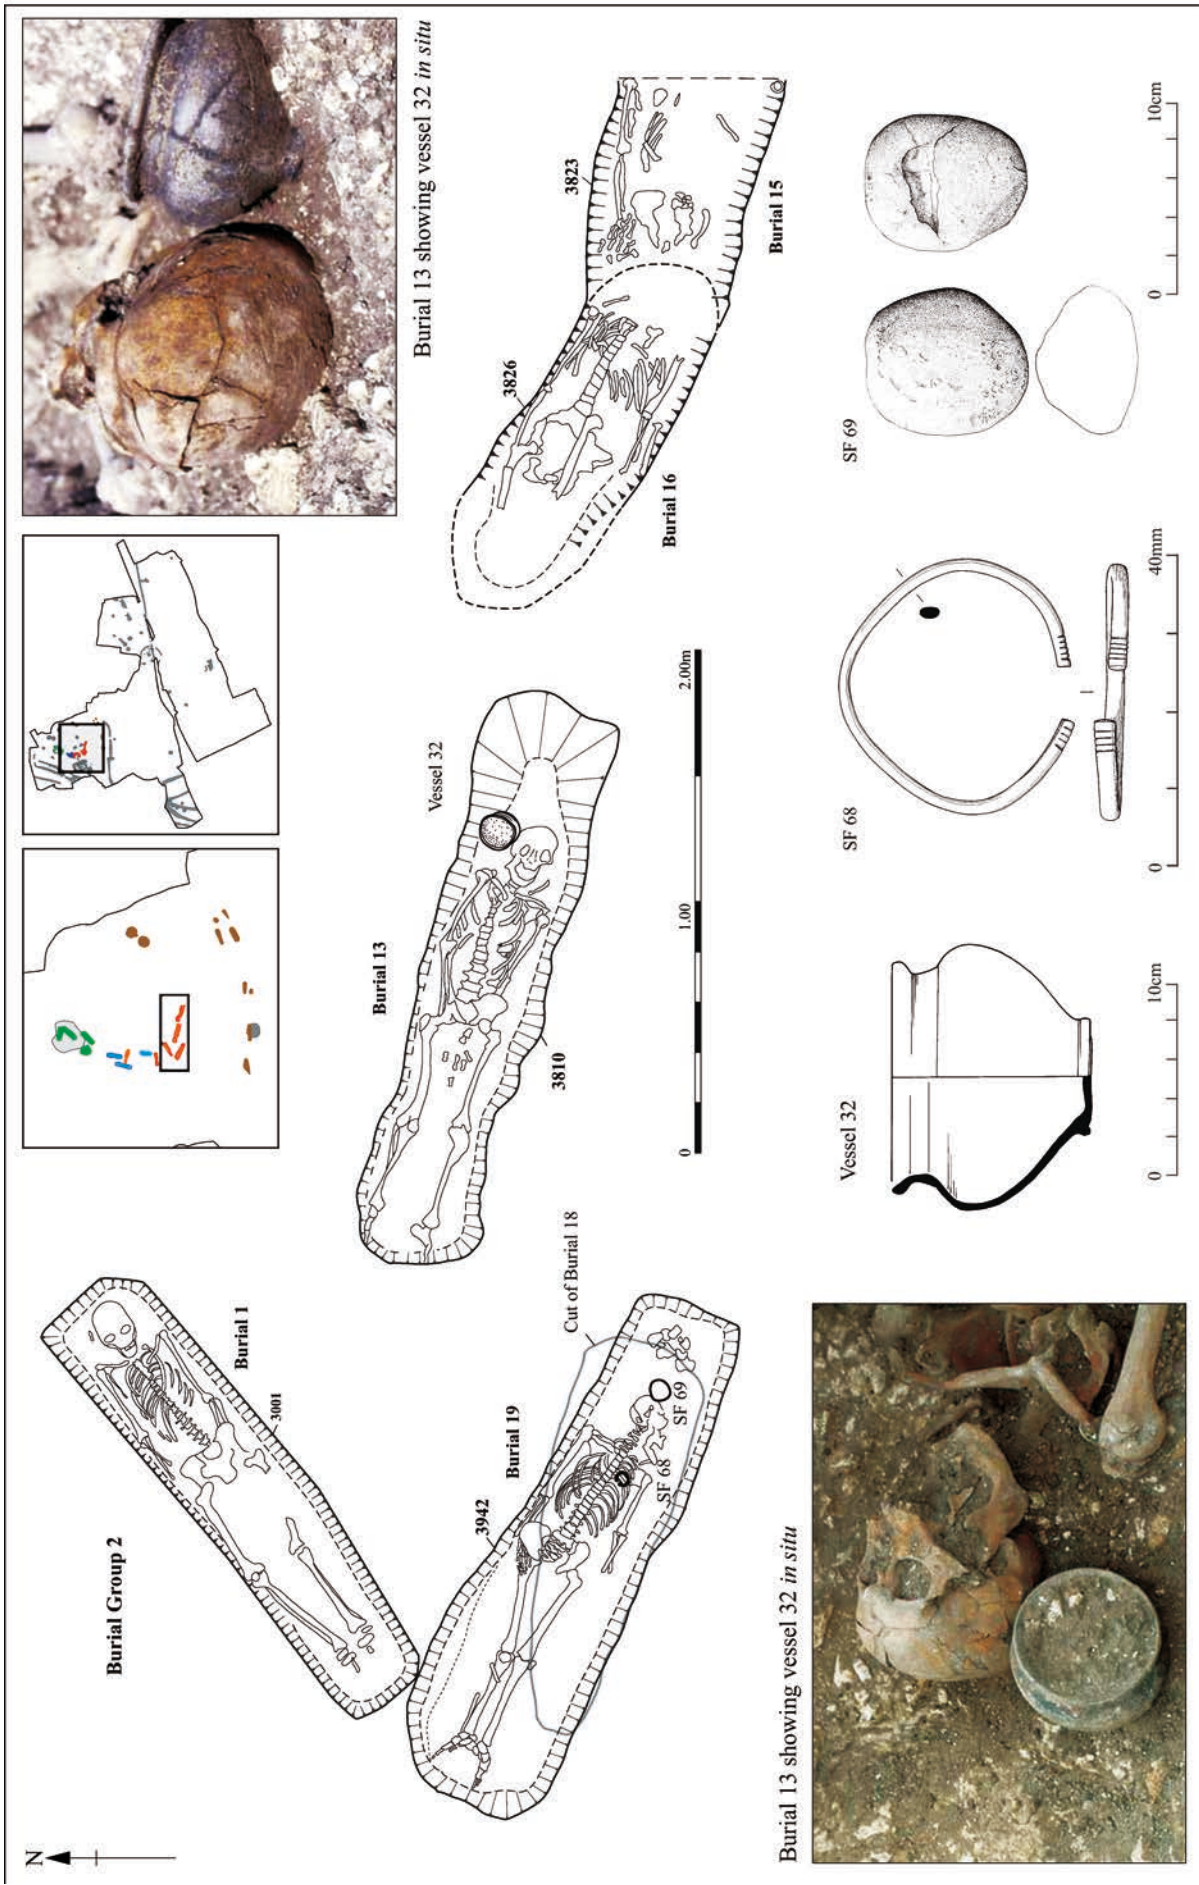 N
Burial Group 2
Burial 1
3001
Burial 13 showing vessel 32 in situ
3942
Burial 19
Cut of Burial 18
SF 68
SF 69
Burial 13
Vessel 32
3810
0
1.00
2.00m
3826
3823
Burial 16
Burial 15
Burial 13 showing vessel 32 in situ
Vessel 32
0
10cm
SF 68
0
40mm
SF 69
0
10cm